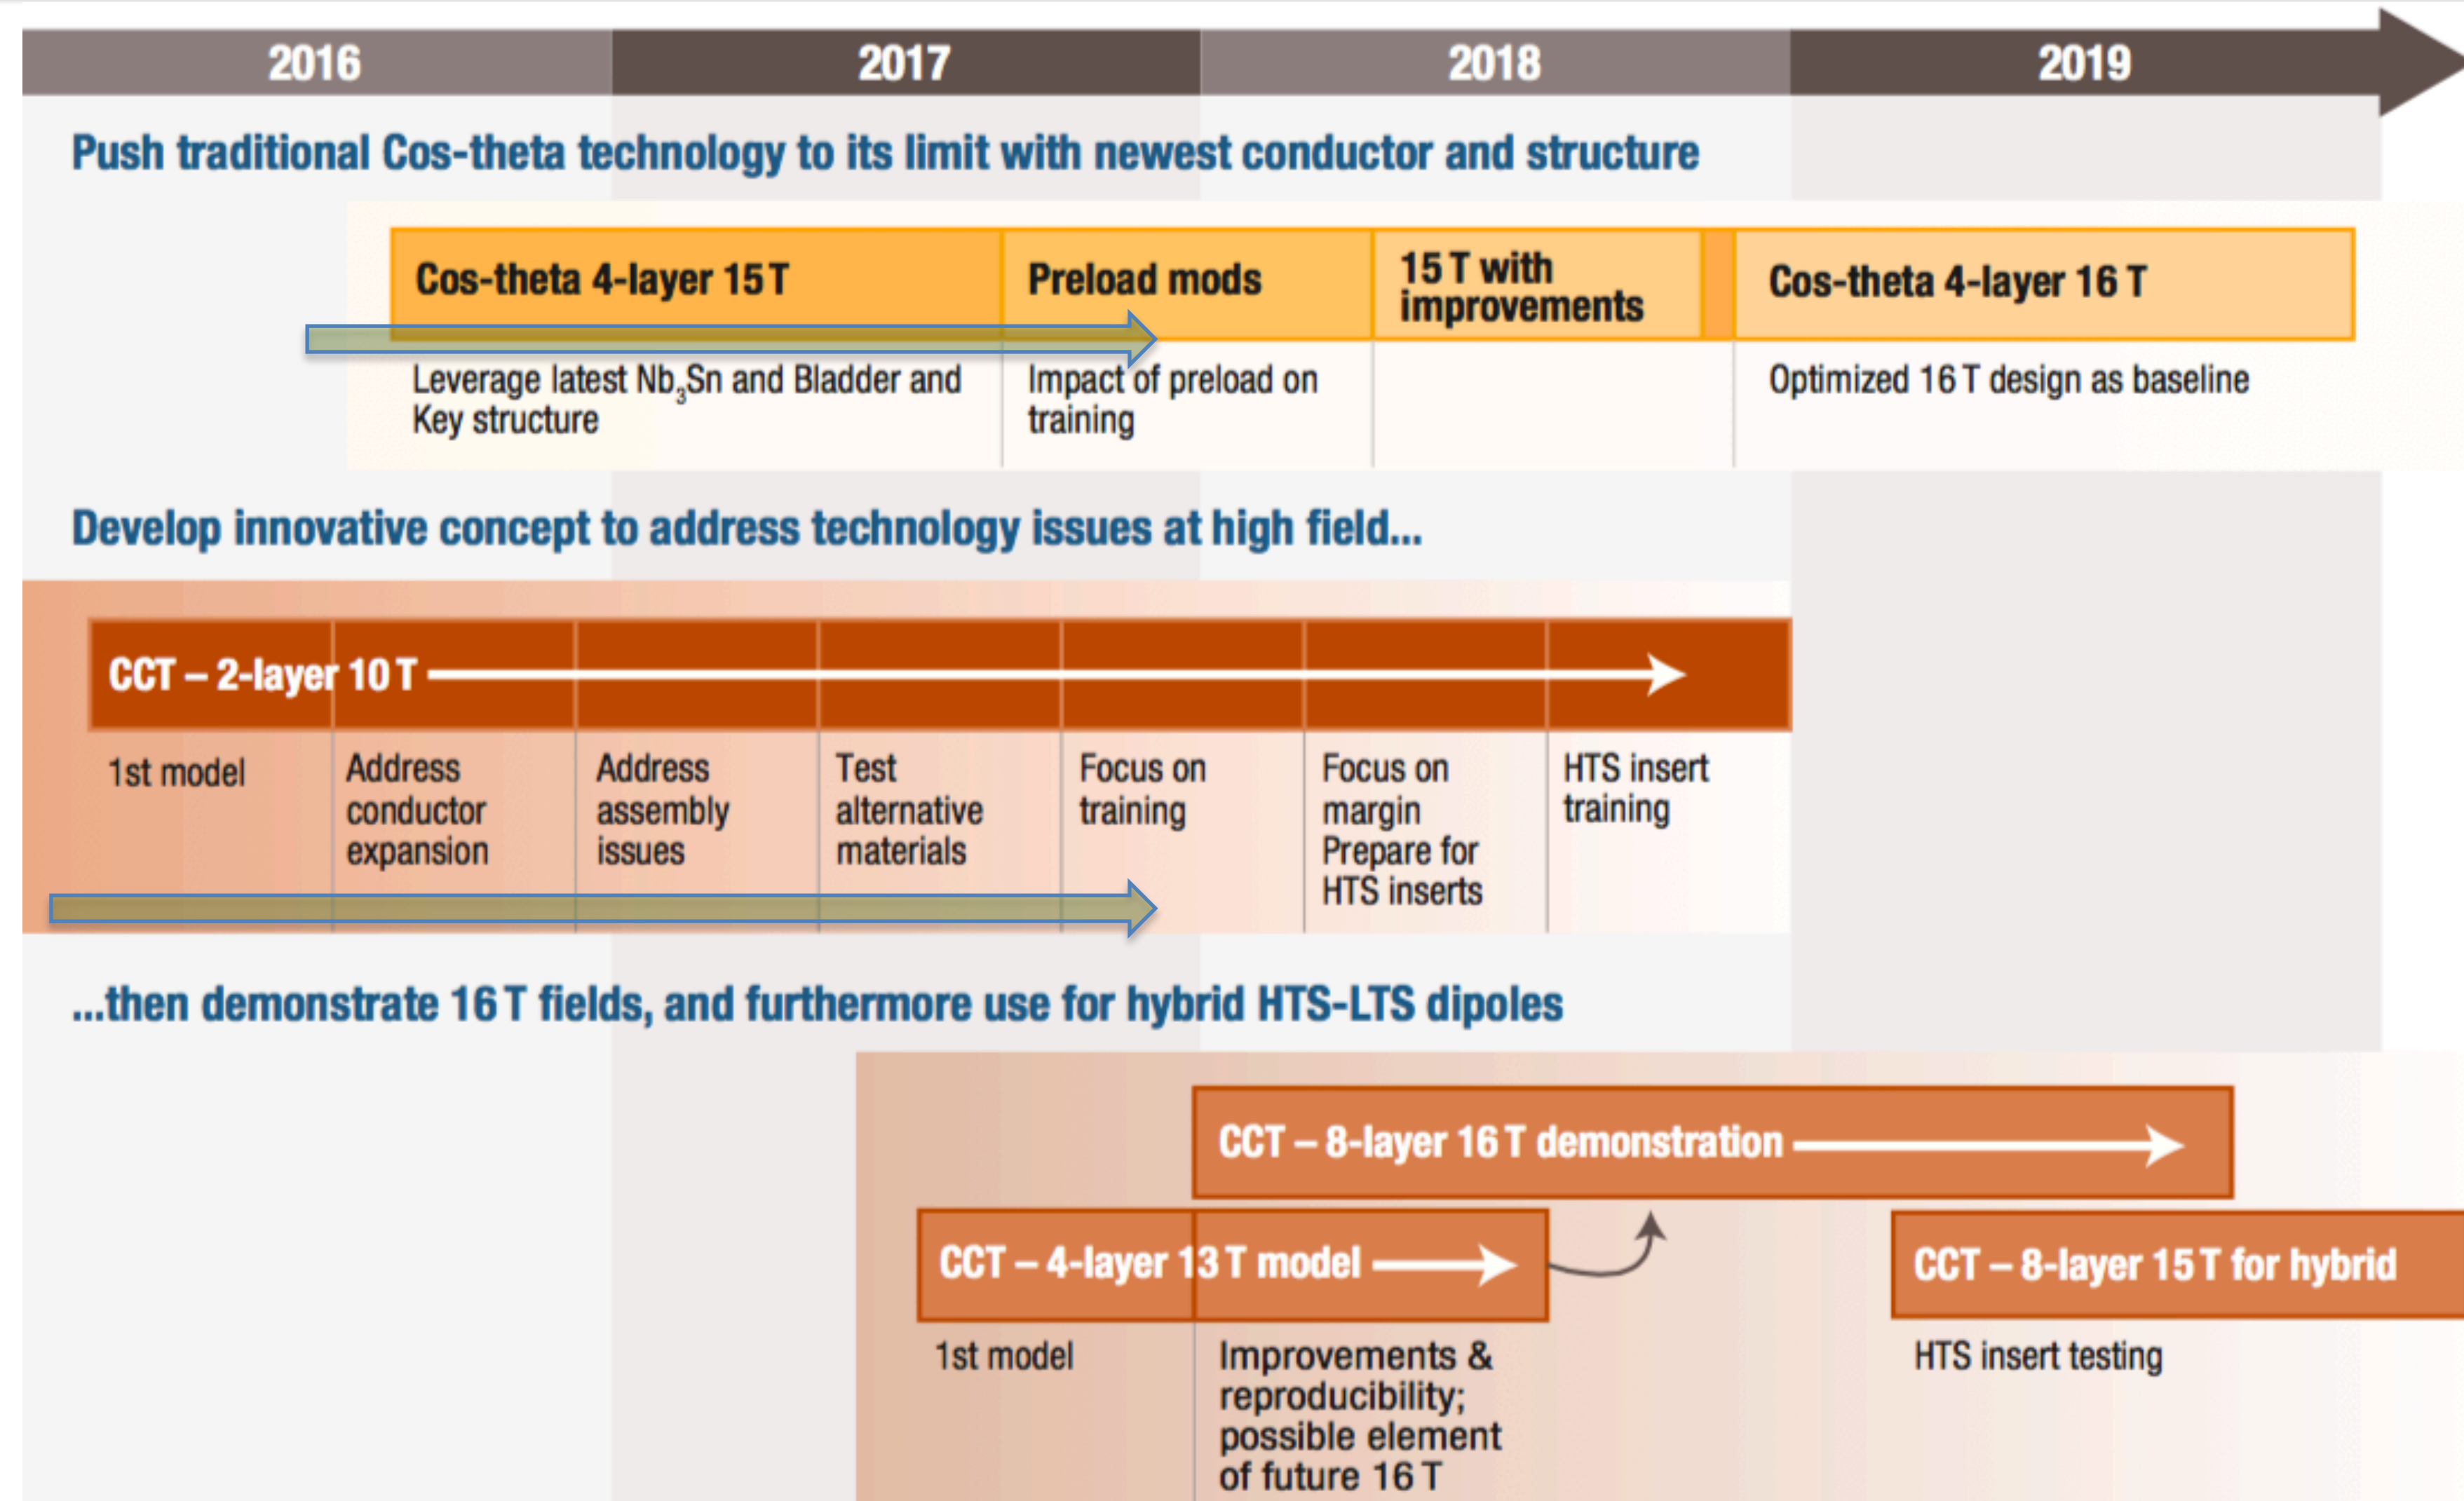 2016 2017 2018 2019
Push traditional Cos-theta technology to its limit with newest conductor and structure
Cos-theta 4-layer 15 T
Preload mods
15 T with
improvements
Cos-theta 4-layer 16 T
Leverage latest Nb₃Sn and Bladder and
Key structure
Impact of preload on
training
Optimized 16 T design as baseline
Develop innovative concept to address technology issues at high field...
CCT – 2-layer 10 T
1st model
Address
conductor
expansion
Address
assembly
issues
Test
alternative
materials
Focus on
training
Focus on
margin
Prepare for
HTS inserts
HTS insert
training
...then demonstrate 16 T fields, and furthermore use for hybrid HTS-LTS dipoles
CCT – 8-layer 16 T demonstration
CCT – 4-layer 13 T model
CCT – 8-layer 15 T for hybrid
1st model
Improvements &
reproducibility;
possible element
of future 16 T
HTS insert testing